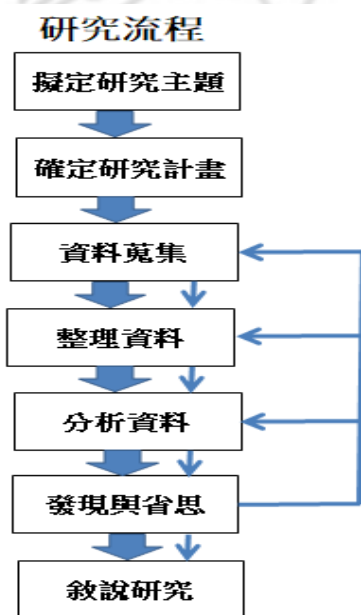 研究流程
擬定研究主題
確定研究計畫
資料蒐集
整理資料
分析資料
發現與省思
敘說研究